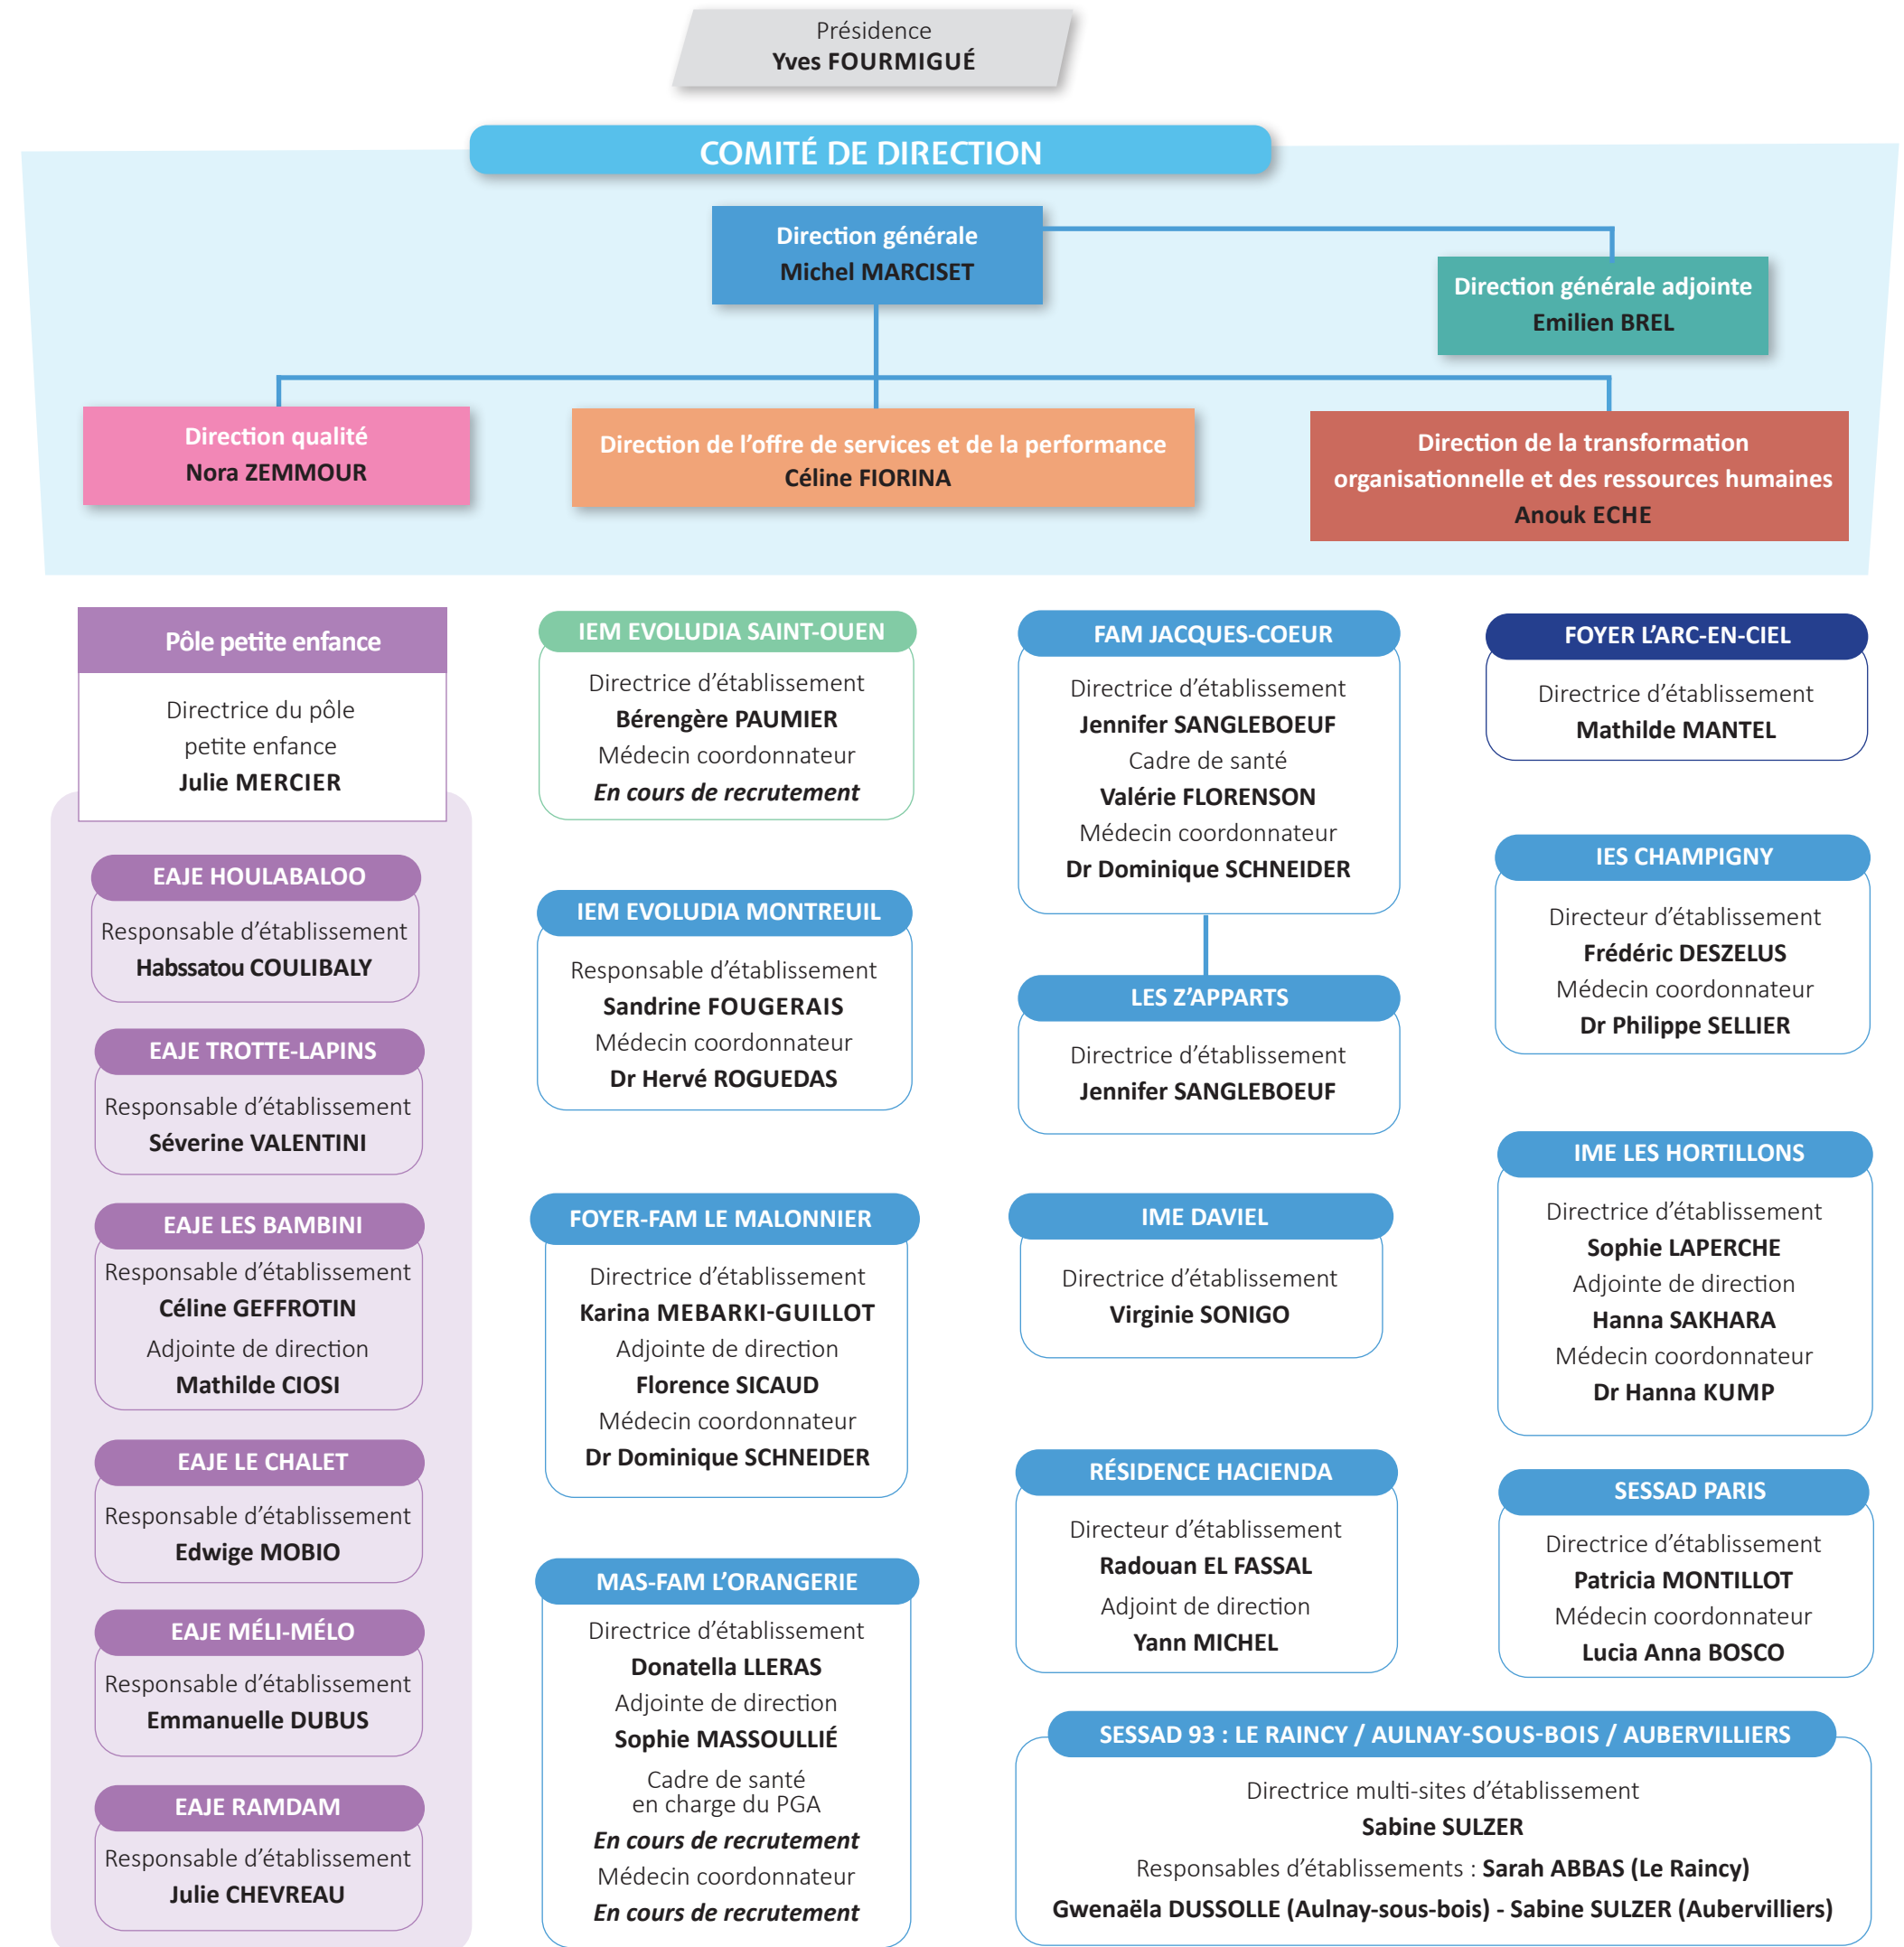 Présidence
Yves FOURMIGUÉ
COMITÉ DE DIRECTION
Direction générale
Michel MARCISET
Direction générale adjointe
Emilien BREL
Direction qualité
Nora ZEMMOUR
Direction de l’offre de services et de la performance
Céline FIORINA
Direction de la transformation
organisationnelle et des ressources humaines
Anouk ECHE
Pôle petite enfance
Directrice du pôle
petite enfance
Julie MERCIER
EAJE HOULABALOO
Responsable d’établissement
Habssatou COULIBALY
EAJE TROTTE-LAPINS
Responsable d’établissement
Séverine VALENTINI
EAJE LES BAMBINI
Responsable d’établissement
Céline GEFFROTIN
Adjointe de direction
Mathilde CIOSI
EAJE LE CHALET
Responsable d’établissement
Edwige MOBIO
EAJE MÉLI-MÉLO
Responsable d’établissement
Emmanuelle DUBUS
EAJE RAMDAM
Responsable d’établissement
Julie CHEVREAU
IEM EVOLUDIA SAINT-OUEN
Directrice d’établissement
Bérengère PAUMIER
Médecin coordonnateur
En cours de recrutement
IEM EVOLUDIA MONTREUIL
Responsable d’établissement
Sandrine FOUGERAIS
Médecin coordonnateur
Dr Hervé ROGUEDAS
FOYER-FAM LE MALONNIER
Directrice d’établissement
Karina MEBARKI-GUILLOT
Adjointe de direction
Florence SICAUD
Médecin coordonnateur
Dr Dominique SCHNEIDER
MAS-FAM L’ORANGERIE
Directrice d’établissement
Donatella LLERAS
Adjointe de direction
Sophie MASSOULLIÉ
Cadre de santé
en charge du PGA
En cours de recrutement
Médecin coordonnateur
En cours de recrutement
FAM JACQUES-COEUR
Directrice d’établissement
Jennifer SANGLEBOEUF
Cadre de santé
Valérie FLORENSON
Médecin coordonnateur
Dr Dominique SCHNEIDER
LES Z’APPARTS
Directrice d’établissement
Jennifer SANGLEBOEUF
IME DAVIEL
Directrice d’établissement
Virginie SONIGO
RÉSIDENCE HACIENDA
Directeur d’établissement
Radouan EL FASSAL
Adjoint de direction
Yann MICHEL
FOYER L’ARC-EN-CIEL
Directrice d’établissement
Mathilde MANTEL
IES CHAMPIGNY
Directeur d’établissement
Frédéric DESZELUS
Médecin coordonnateur
Dr Philippe SELLIER
IME LES HORTILLONS
Directrice d’établissement
Sophie LAPERCHE
Adjointe de direction
Hanna SAKHARA
Médecin coordonnateur
Dr Hanna KUMP
SESSAD PARIS
Directrice d’établissement
Patricia MONTILLOT
Médecin coordonnateur
Lucia Anna BOSCO
SESSAD 93 : LE RAINCY / AULNAY-SOUS-BOIS / AUBERVILLIERS
Directrice multi-sites d’établissement
Sabine SULZER
Responsables d’établissements : Sarah ABBAS (Le Raincy)
Gwenaëla DUSSOLLE (Aulnay-sous-bois) - Sabine SULZER (Aubervilliers)